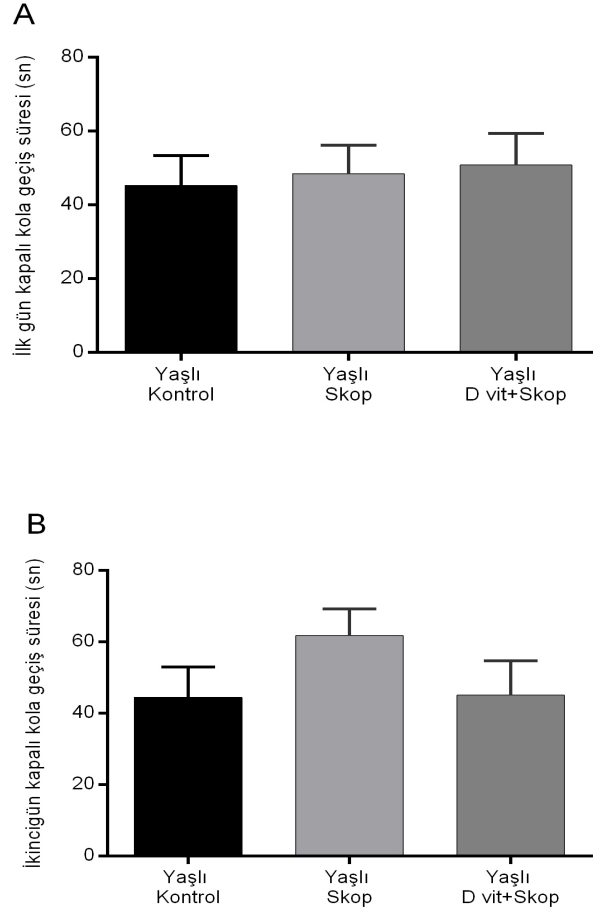 A
İlk gün kapalı kola geçiş süresi (sn)
80
60
40
20
0
Yaşlı
Kontrol
Yaşlı
Skop
Yaşlı
D vit+Skop
B
İkincigün kapalı kola geçiş süresi (sn)
80
60
40
20
0
Yaşlı
Kontrol
Yaşlı
Skop
Yaşlı
D vit+Skop